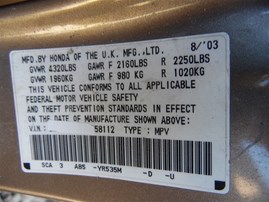 MFD.BY HONDA OF THE U.K. MFG.,LTD. 8/'03
GVWR 4320LBS GAWR F 2160LBS R 2250LBS
GVWR 1960KG GAWR F 980 KG R 1020KG
THIS VEHICLE CONFORMS TO ALL APPLICABLE
FEDERAL MOTOR VEHICLE SAFETY
AND THEFT PREVENTION STANDARDS IN EFFECT
ON THE DATE OF MANUFACTURE SHOWN ABOVE.
V.I.N.: 58112 TYPE: MPV
SCA 3 AB5 -YR535M -D -U